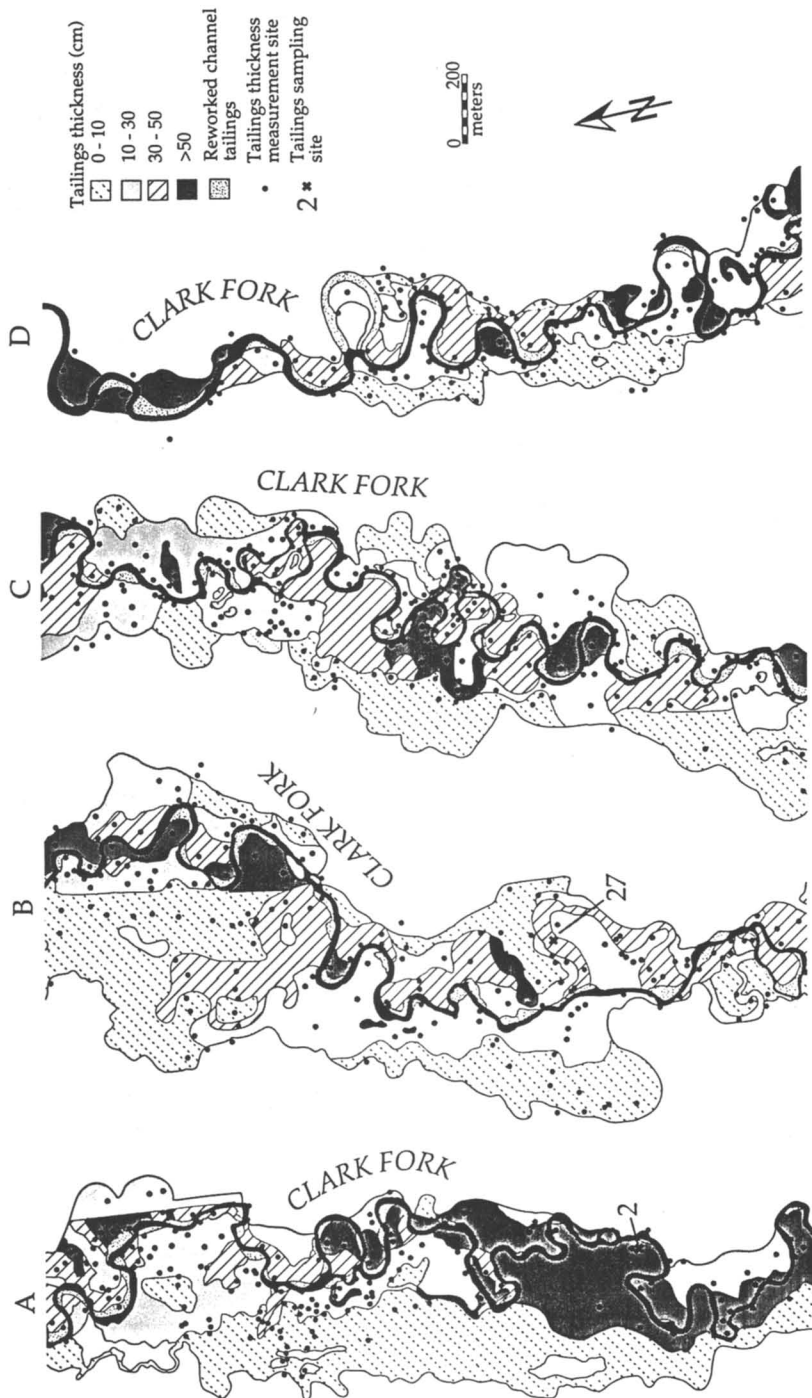 A
B
C
D
CLARK FORK
CLARK FORK
CLARK FORK
CLARK FORK
2
27
Tailings thickness (cm)
0 - 10
10 - 30
30 - 50
>50
Reworked channel
tailings
Tailings thickness
measurement site
2 Tailings sampling
site
0 200
meters
N